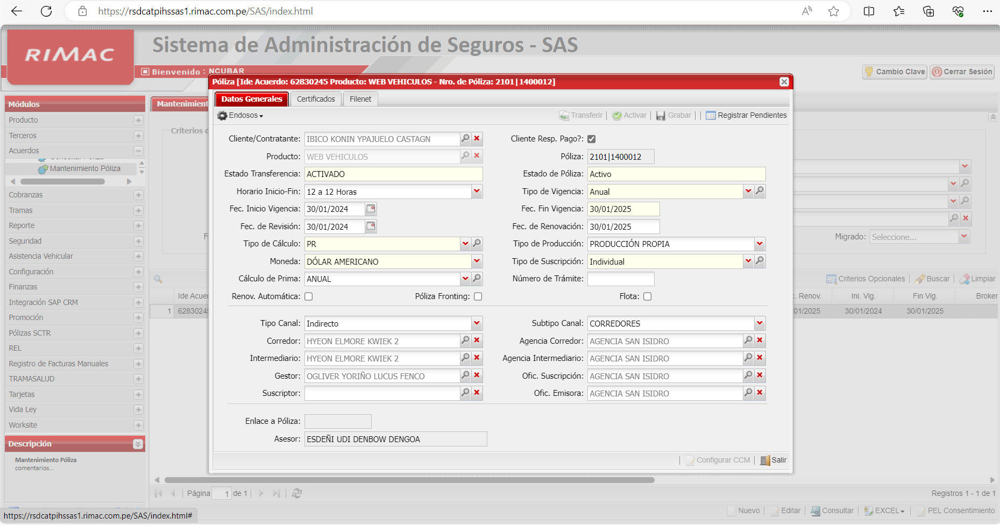 https://rsdcatpihssas1.rimac.com.pe/SAS/index.html
RIMAC
Sistema de Administración de Seguros - SAS
Bienvenido : NCUBAR
Cambio Clave
Cerrar Sesión
Póliza [Ide Acuerdo: 62830245 Producto: WEB VEHICULOS - Nro. de Póliza: 2101|1400012]
Módulos
Producto
Terceros
Acuerdos
Mantenimiento Póliza
Cobranzas
Tramas
Reporte
Seguridad
Asistencia Vehicular
Configuración
Finanzas
Integración SAP CRM
Promoción
Pólizas SCTR
REL
Registro de Facturas Manuales
TRAMASALUD
Tarjetas
Vida Ley
Worksite
Descripción
Mantenimiento Póliza
comentarios...
Mantenimient
Criterios d
F
Datos Generales
Certificados
Filenet
Endosos
Transferir
Activar
Grabar
Registrar Pendientes
Cliente/Contratante: IBICO KONIN YPAJUELO CASTAGN
Cliente Resp. Pago?:
Producto: WEB VEHICULOS
Póliza: 2101|1400012
Estado Transferencia: ACTIVADO
Estado de Póliza: Activo
Horario Inicio-Fin: 12 a 12 Horas
Tipo de Vigencia: Anual
Fec. Inicio Vigencia: 30/01/2024
Fec. Fin Vigencia: 30/01/2025
Fec. de Revisión: 30/01/2024
Fec. de Renovación: 30/01/2025
Tipo de Cálculo: PR
Tipo de Producción: PRODUCCIÓN PROPIA
Moneda: DÓLAR AMERICANO
Tipo de Suscripción: Individual
Cálculo de Prima: ANUAL
Número de Trámite:
Renov. Automática:
Póliza Fronting:
Flota:
Tipo Canal: Indirecto
Subtipo Canal: CORREDORES
Corredor: HYEON ELMORE KWIEK 2
Agencia Corredor: AGENCIA SAN ISIDRO
Intermediario: HYEON ELMORE KWIEK 2
Agencia Intermediario: AGENCIA SAN ISIDRO
Gestor: OGLIVER YORIÑO LUCUS FENCO
Ofic. Suscripción: AGENCIA SAN ISIDRO
Suscriptor:
Ofic. Emisora: AGENCIA SAN ISIDRO
Enlace a Póliza:
Asesor: ESDEÑI UDI DENBOW DENGOA
Configurar CCM
Salir
Migrado: Seleccione...
Criterios Opcionales
Buscar
Limpiar
Ide Acuer
. Renov.
Ini. Vig.
Fin Vig.
Broker
1
6283024
01/2025
30/01/2024
30/01/2025
Página 1 de 1
Registros 1 - 1 de 1
Nuevo
Editar
Consultar
EXCEL
PEL Consentimiento
https://rsdcatpihssas1.rimac.com.pe/SAS/index.html#